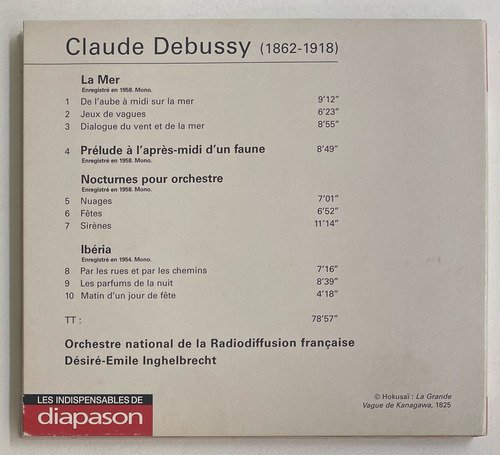 Claude Debussy (1862-1918)
La Mer
Enregistré en 1958. Mono.
1 De l'aube à midi sur la mer 9'12"
2 Jeux de vagues 6'23"
3 Dialogue du vent et de la mer 8'55"
4 Prélude à l'après-midi d'un faune 8'49"
Enregistré en 1958. Mono.
Nocturnes pour orchestre
Enregistré en 1958. Mono.
5 Nuages 7'01"
6 Fêtes 6'52"
7 Sirènes 11'14"
Ibéria
Enregistré en 1954. Mono.
8 Par les rues et par les chemins 7'16"
9 Les parfums de la nuit 8'39"
10 Matin d'un jour de fête 4'18"
TT : 78'57"
Orchestre national de la Radiodiffusion française
Désiré-Emile Inghelbrecht
LES INDISPENSABLES DE
diapason
© Hokusaï : La Grande
Vague de Kanagawa, 1825